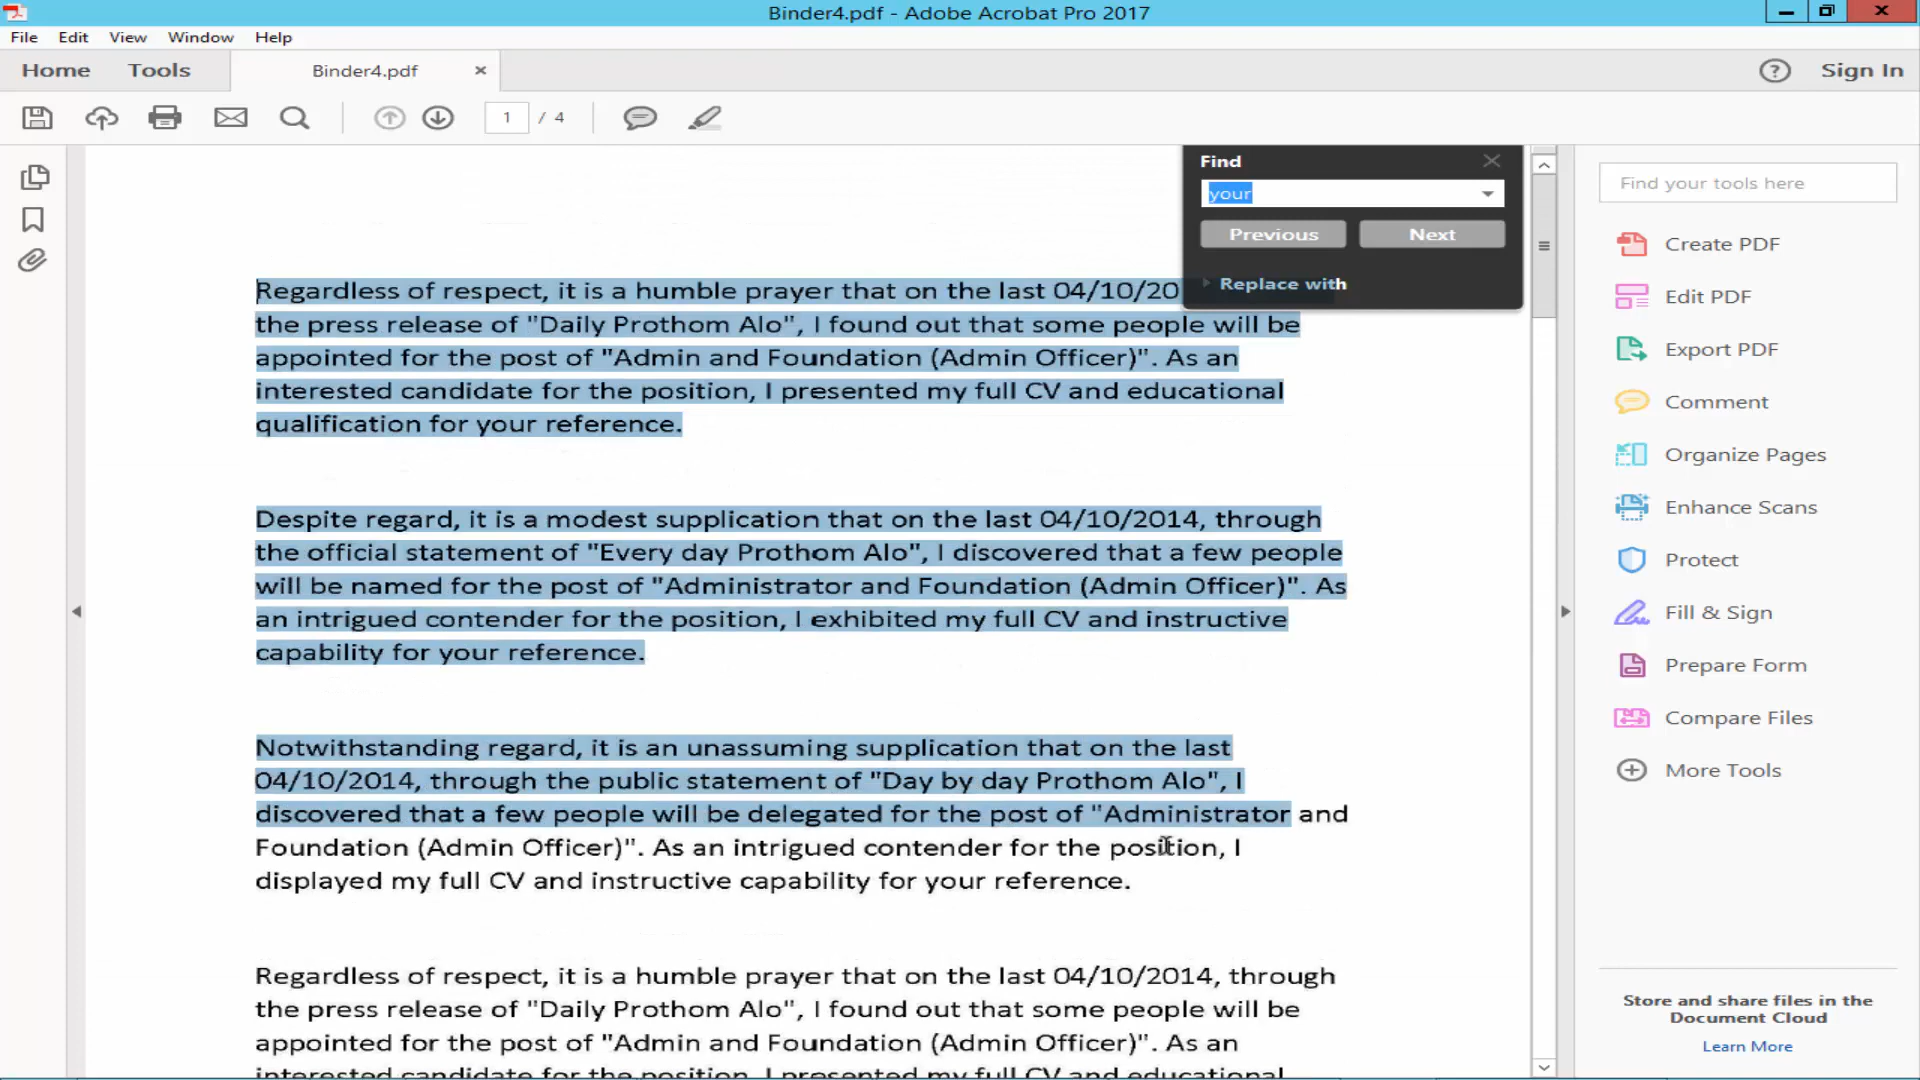 Binder4.pdf - Adobe Acrobat Pro 2017
File Edit View Window Help
Home Tools Binder4.pdf Sign In
1 / 4
Find
your
Previous Next
Replace with
Regardless of respect, it is a humble prayer that on the last 04/10/20
the press release of "Daily Prothom Alo", I found out that some people will be
appointed for the post of "Admin and Foundation (Admin Officer)". As an
interested candidate for the position, I presented my full CV and educational
qualification for your reference.
Despite regard, it is a modest supplication that on the last 04/10/2014, through
the official statement of "Every day Prothom Alo", I discovered that a few people
will be named for the post of "Administrator and Foundation (Admin Officer)". As
an intrigued contender for the position, I exhibited my full CV and instructive
capability for your reference.
Notwithstanding regard, it is an unassuming supplication that on the last
04/10/2014, through the public statement of "Day by day Prothom Alo", I
discovered that a few people will be delegated for the post of "Administrator and
Foundation (Admin Officer)". As an intrigued contender for the position, I
displayed my full CV and instructive capability for your reference.
Regardless of respect, it is a humble prayer that on the last 04/10/2014, through
the press release of "Daily Prothom Alo", I found out that some people will be
appointed for the post of "Admin and Foundation (Admin Officer)". As an
interested candidate for the position, I presented my full CV and educational
Find your tools here
Create PDF
Edit PDF
Export PDF
Comment
Organize Pages
Enhance Scans
Protect
Fill & Sign
Prepare Form
Compare Files
More Tools
Store and share files in the
Document Cloud
Learn More